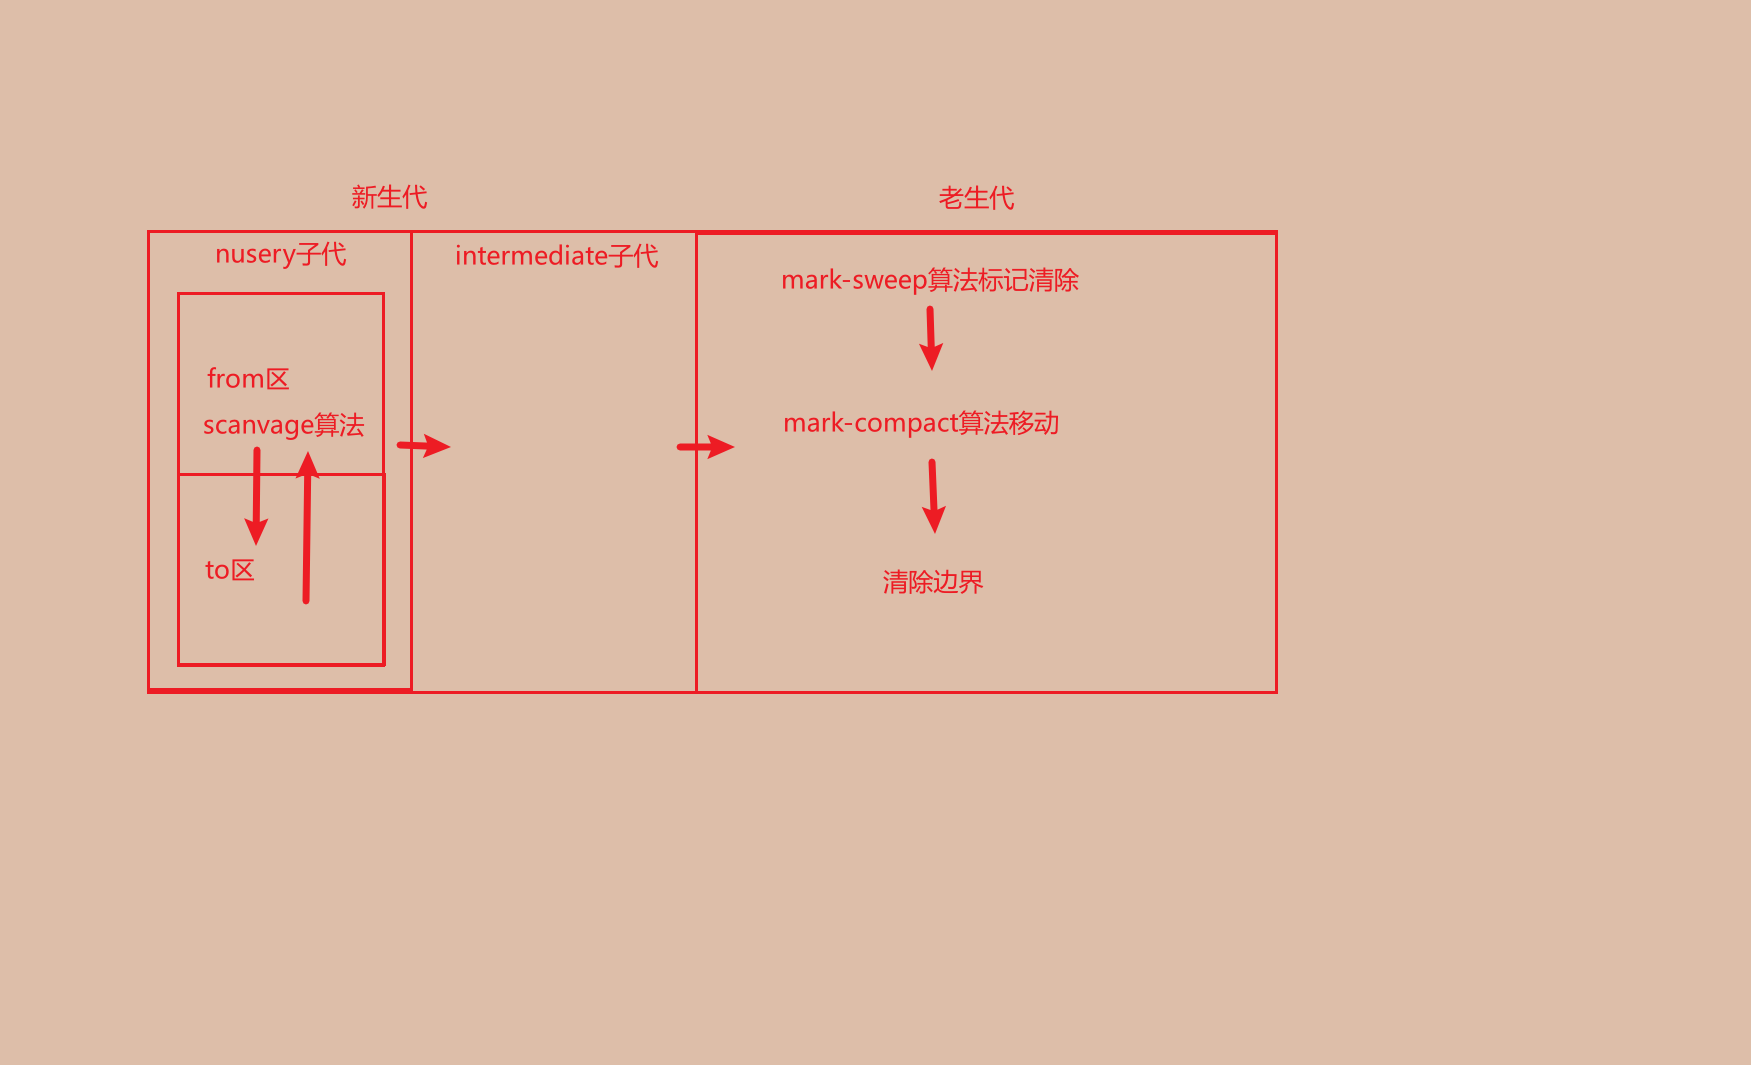 新生代
老生代
nusery子代
intermediate子代
mark-sweep算法标记清除
from区
scanvage算法
mark-compact算法移动
to区
清除边界